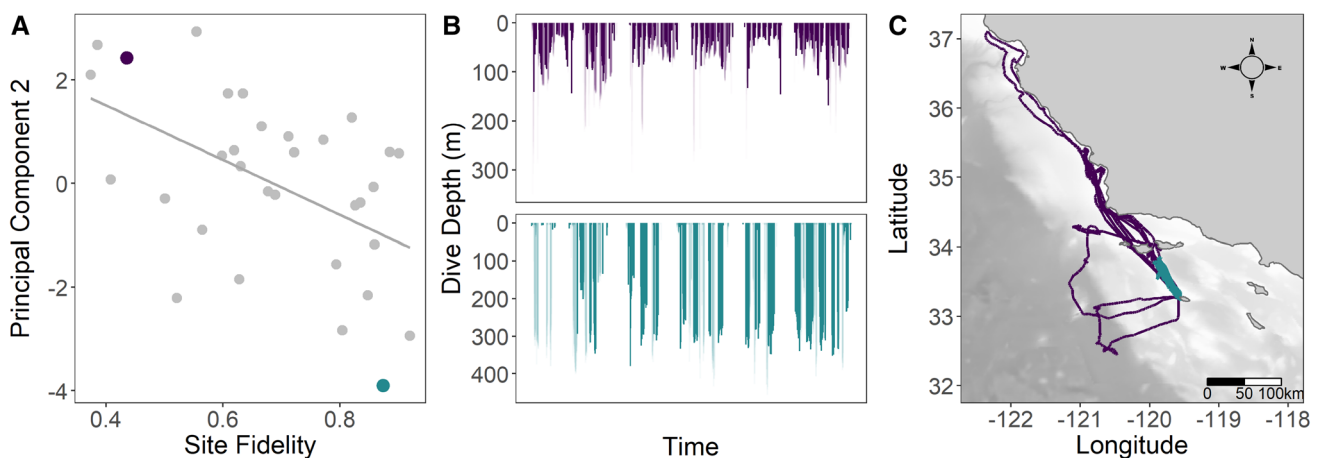 A
Principal Component 2
2
0
-2
-4
0.4 0.6 0.8
Site Fidelity
B
Dive Depth (m)
0
100
200
300
0
100
200
300
400
Time
C
Latitude
37
36
35
34
33
32
N
W E
S
0 50 100km
-122 -121 -120 -119 -118
Longitude